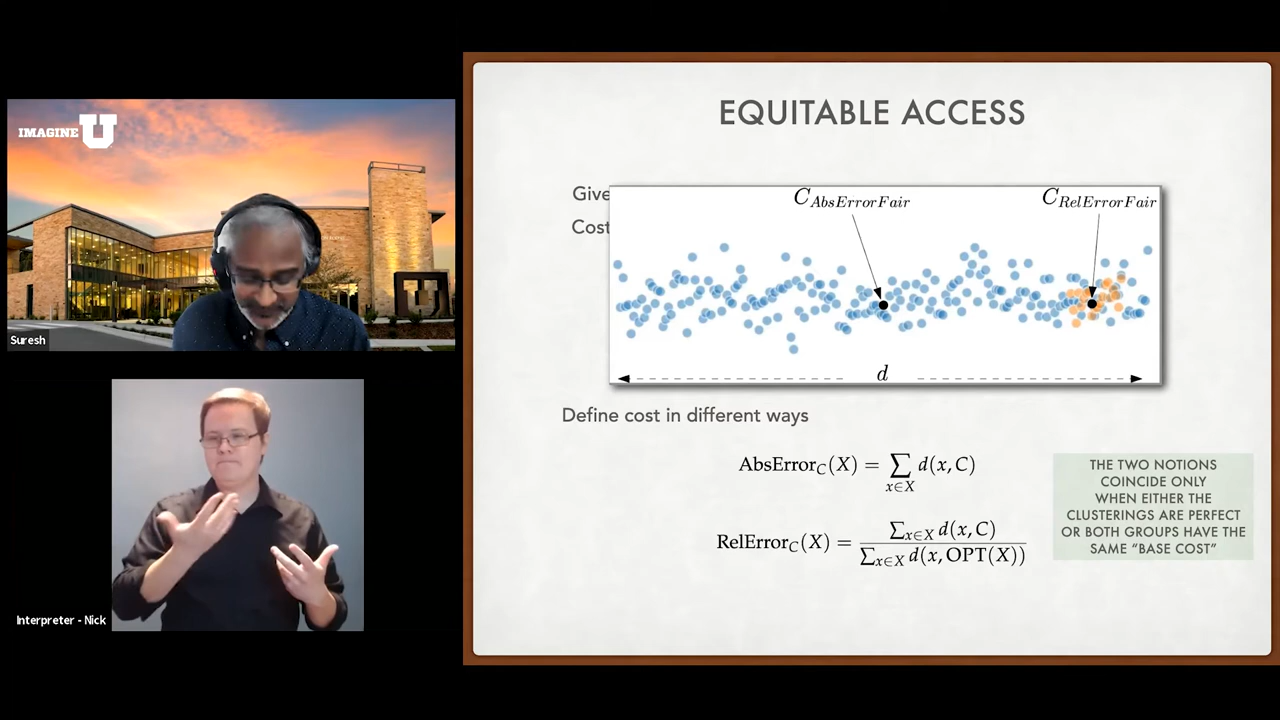 IMAGINE U
Suresh
Interpreter - Nick
EQUITABLE ACCESS
Give
Cost
C_AbsErrorFair
C_RelErrorFair
d
Define cost in different ways
AbsError_C(X) = ∑_{x∈X} d(x, C)
RelError_C(X) = ∑_{x∈X} d(x, C) / ∑_{x∈X} d(x, OPT(X))
THE TWO NOTIONS
COINCIDE ONLY
WHEN EITHER THE
CLUSTERINGS ARE PERFECT
OR BOTH GROUPS HAVE THE
SAME “BASE COST”